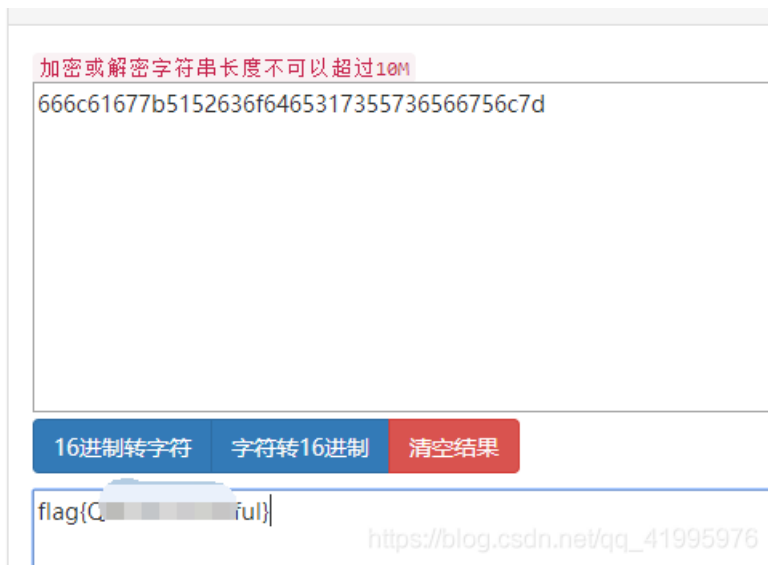 加密或解密字符串长度不可以超过10M
666c61677b5152636f6465317355736566756c7d
16进制转字符 字符转16进制 清空结果
flag{Q ful}
https://blog.csdn.net/qq_41995976